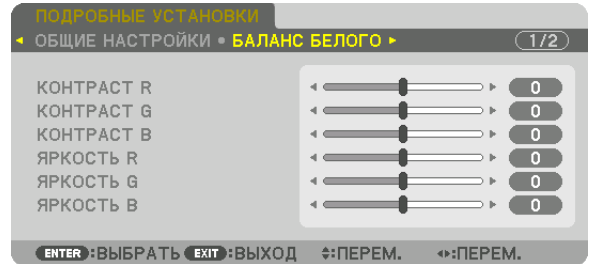 ПОДРОБНЫЕ УСТАНОВКИ
ОБЩИЕ НАСТРОЙКИ • БАЛАНС БЕЛОГО 1/2
КОНТРАСТ R 0
КОНТРАСТ G 0
КОНТРАСТ B 0
ЯРКОСТЬ R 0
ЯРКОСТЬ G 0
ЯРКОСТЬ B 0
ENTER :ВЫБРАТЬ EXIT :ВЫХОД :ПЕРЕМ. :ПЕРЕМ.